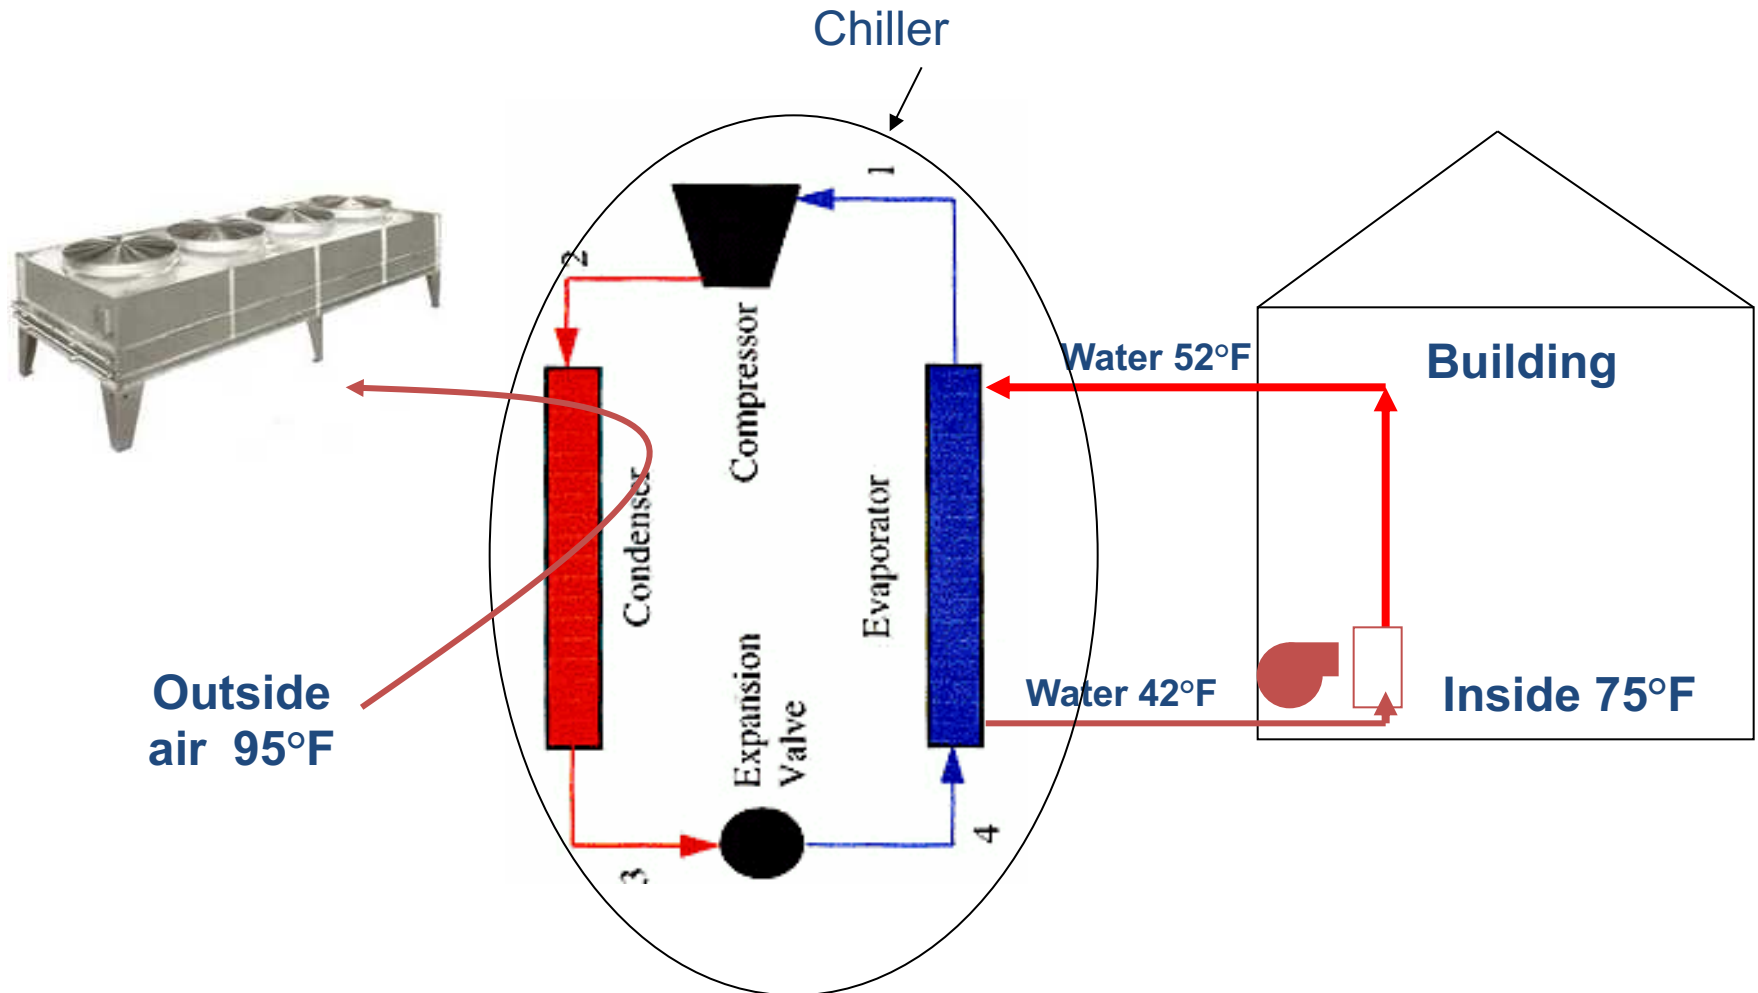 Chiller
1
2
Compressor
Water 52°F
Building
Condenser
Evaporator
Outside
air 95°F
Expansion
Valve
Water 42°F
Inside 75°F
3
4